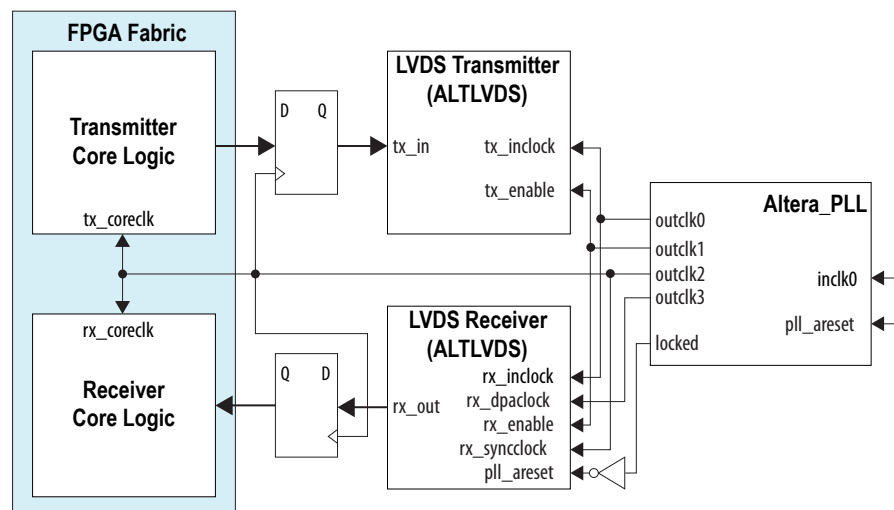 FPGA Fabric
Transmitter
Core Logic
tx_coreclk
rx_coreclk
Receiver
Core Logic
D Q
Q D
LVDS Transmitter
(ALTLVDS)
tx_in
tx_inclock
tx_enable
LVDS Receiver
(ALTLVDS)
rx_inclock
rx_dpaclock
rx_out
rx_enable
rx_syncclock
pll_areset
Altera_PLL
outclk0
outclk1
outclk2
outclk3
locked
inclk0
pll_areset